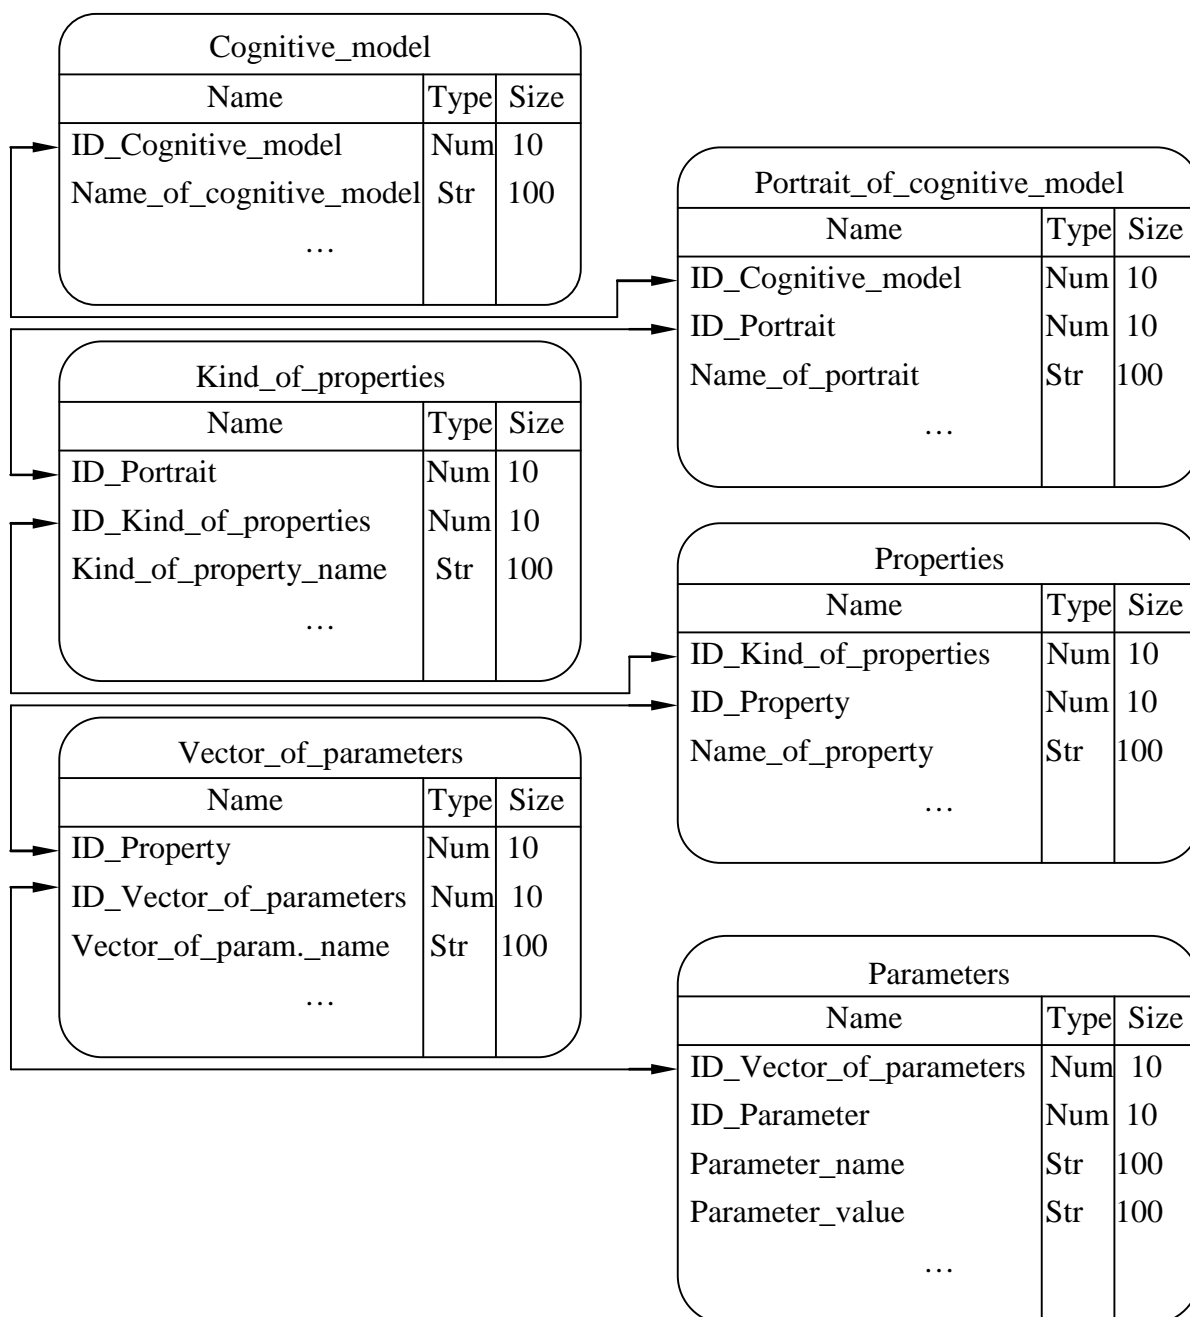 Cognitive_model
Name Type Size
ID_Cognitive_model Num 10
Name_of_cognitive_model Str 100
…
Portrait_of_cognitive_model
Name Type Size
ID_Cognitive_model Num 10
ID_Portrait Num 10
Name_of_portrait Str 100
…
Kind_of_properties
Name Type Size
ID_Portrait Num 10
ID_Kind_of_properties Num 10
Kind_of_property_name Str 100
…
Properties
Name Type Size
ID_Kind_of_properties Num 10
ID_Property Num 10
Name_of_property Str 100
…
Vector_of_parameters
Name Type Size
ID_Property Num 10
ID_Vector_of_parameters Num 10
Vector_of_param._name Str 100
…
Parameters
Name Type Size
ID_Vector_of_parameters Num 10
ID_Parameter Num 10
Parameter_name Str 100
Parameter_value Str 100
…